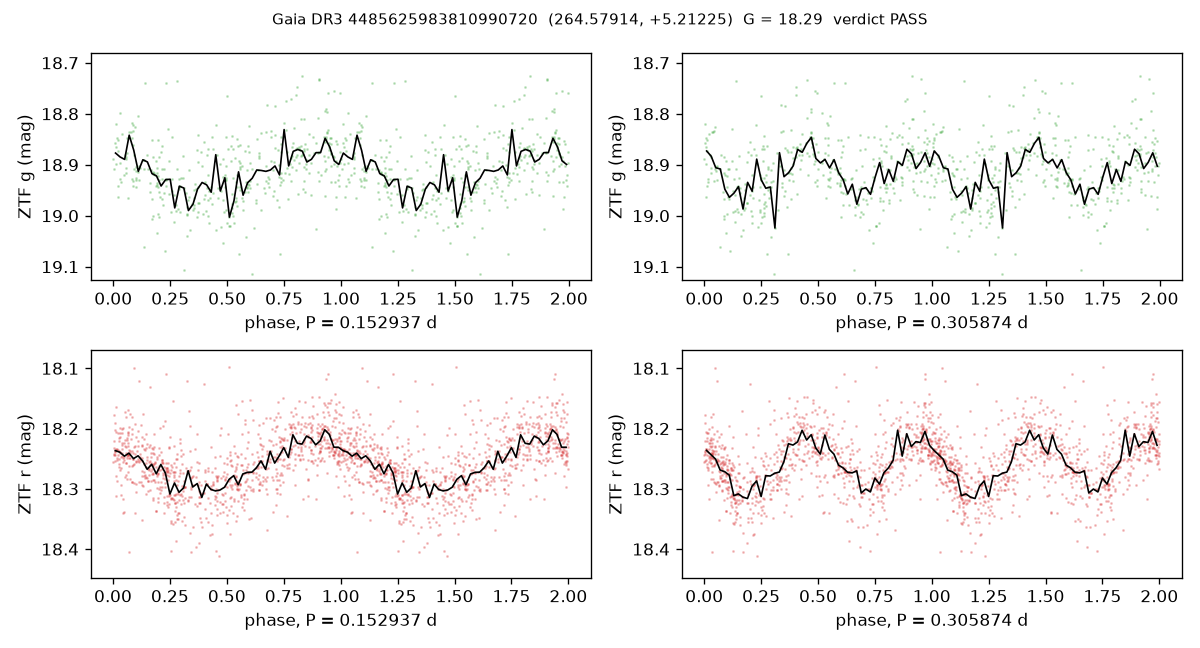 Gaia DR3 4485625983810990720  (264.57914, +5.21225)  G = 18.29  verdict PASS
ZTF g (mag)
18.7
18.8
18.9
19.0
19.1
0.00 0.25 0.50 0.75 1.00 1.25 1.50 1.75 2.00
phase, P = 0.152937 d
ZTF g (mag)
18.7
18.8
18.9
19.0
19.1
0.00 0.25 0.50 0.75 1.00 1.25 1.50 1.75 2.00
phase, P = 0.305874 d
ZTF r (mag)
18.1
18.2
18.3
18.4
0.00 0.25 0.50 0.75 1.00 1.25 1.50 1.75 2.00
phase, P = 0.152937 d
ZTF r (mag)
18.1
18.2
18.3
18.4
0.00 0.25 0.50 0.75 1.00 1.25 1.50 1.75 2.00
phase, P = 0.305874 d